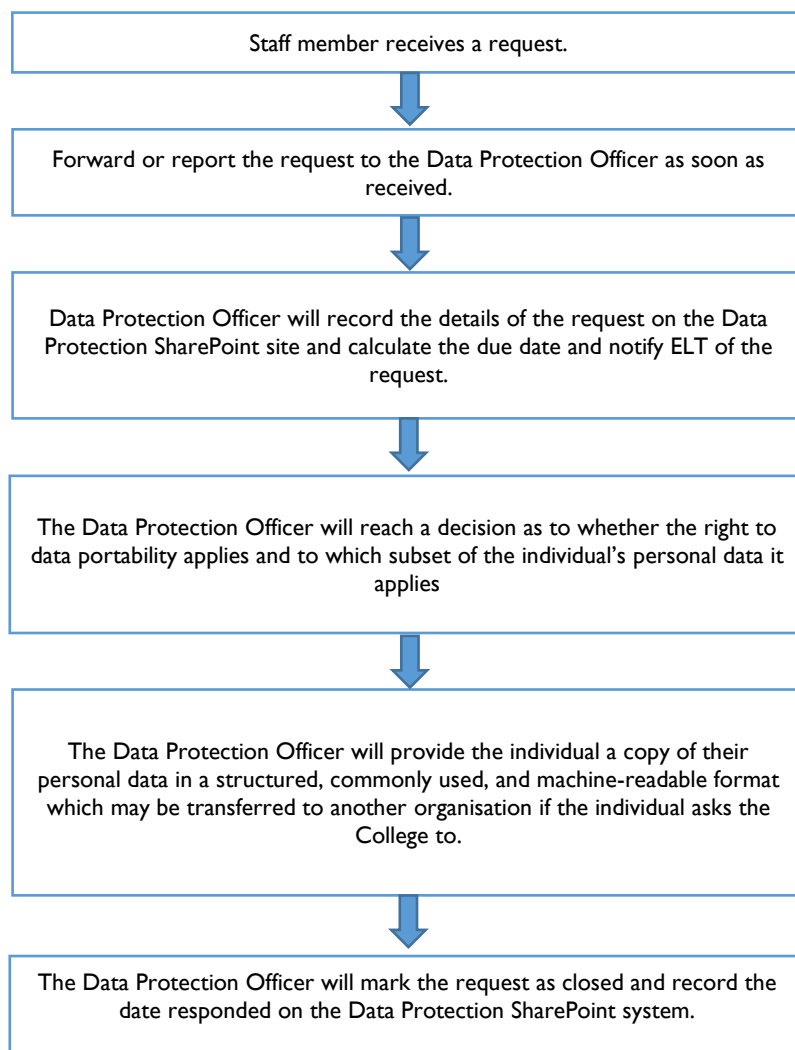 Staff member receives a request.
Forward or report the request to the Data Protection Officer as soon as
received.
Data Protection Officer will record the details of the request on the Data
Protection SharePoint site and calculate the due date and notify ELT of the
request.
The Data Protection Officer will reach a decision as to whether the right to
data portability applies and to which subset of the individual’s personal data it
applies
The Data Protection Officer will provide the individual a copy of their
personal data in a structured, commonly used, and machine-readable format
which may be transferred to another organisation if the individual asks the
College to.
The Data Protection Officer will mark the request as closed and record the
date responded on the Data Protection SharePoint system.